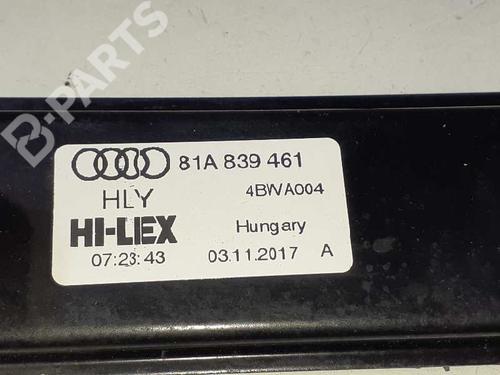 B-PARTS
81A 839 461
HLY 4BWA004
HI-LEX Hungary
07:23:43 03.11.2017 A